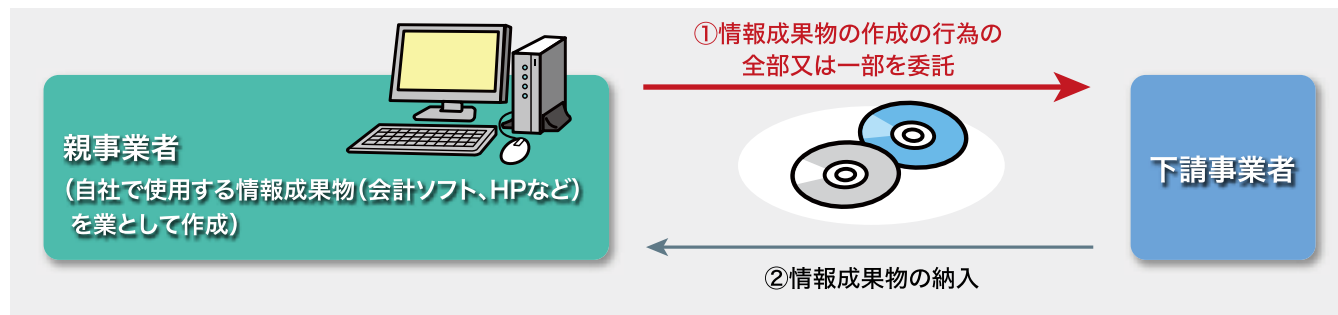 ①情報成果物の作成の行為の
全部又は一部を委託
親事業者
（自社で使用する情報成果物（会計ソフト、HPなど）
を業として作成）
下請事業者
②情報成果物の納入